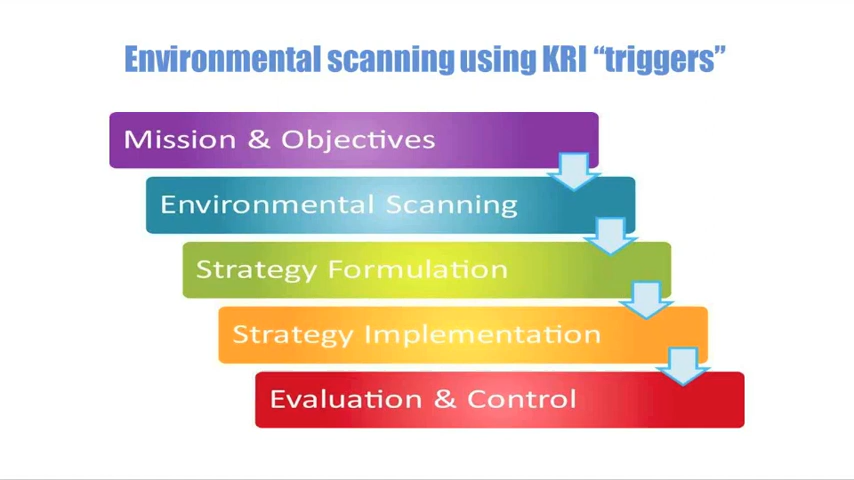 Environmental scanning using KRI “triggers”
Mission & Objectives
Environmental Scanning
Strategy Formulation
Strategy Implementation
Evaluation & Control